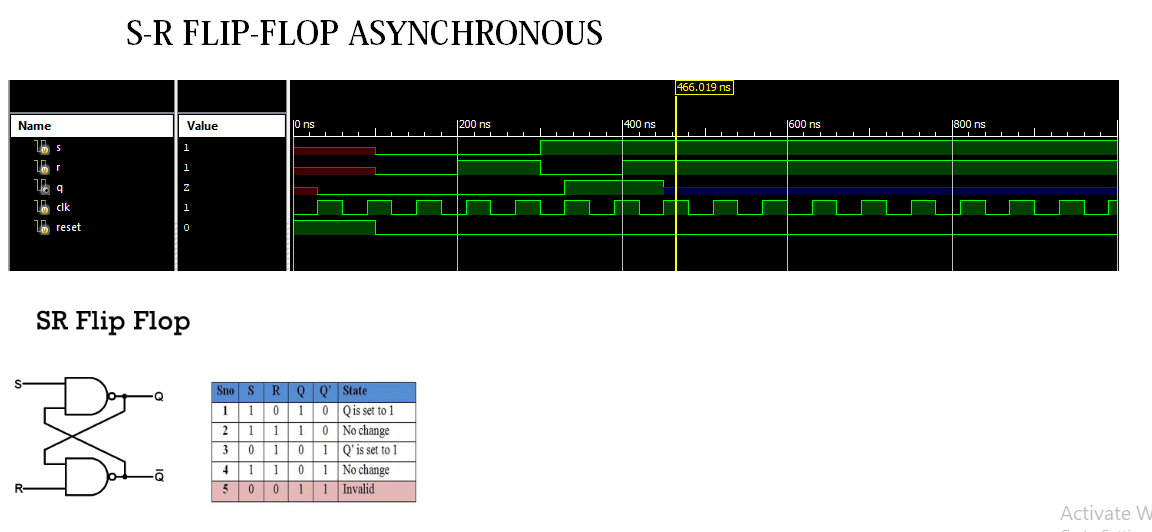 S-R FLIP-FLOP ASYNCHRONOUS
466.019 ns
Name Value 0 ns 200 ns 400 ns 600 ns 800 ns
s 1
r 1
q Z
clk 1
reset 0
SR Flip Flop
S Q
R Q̅
Sno S R Q Q' State
1 1 0 1 0 Q is set to 1
2 1 1 1 0 No change
3 0 1 0 1 Q' is set to 1
4 1 1 0 1 No change
5 0 0 1 1 Invalid
Activate W